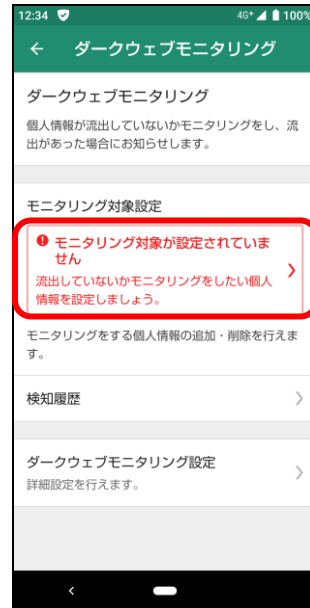 12:34 4G+ 100%
← ダークウェブモニタリング
ダークウェブモニタリング
個人情報が流出していないかモニタリングをし、流
出があった場合にお知らせします。
モニタリング対象設定
モニタリング対象が設定されていま
せん
流出していないかモニタリングをしたい個人
情報を設定しましょう。
モニタリングをする個人情報の追加・削除を行えま
す。
検知履歴
ダークウェブモニタリング設定
詳細設定を行えます。